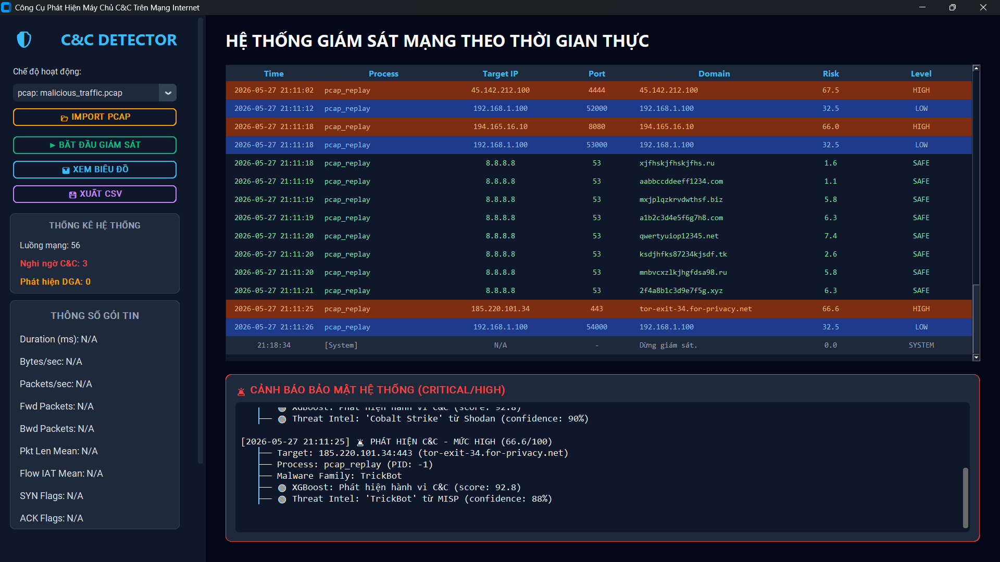 Công Cụ Phát Hiện Máy Chủ C&C Trên Mạng Internet
C&C DETECTOR
Chế độ hoạt động:
pcap: malicious_traffic.pcap
IMPORT PCAP
BẮT ĐẦU GIÁM SÁT
XEM BIỂU ĐỒ
XUẤT CSV
THỐNG KÊ HỆ THỐNG
Luồng mạng: 56
Nghi ngờ C&C: 3
Phát hiện DGA: 0
THÔNG SỐ GÓI TIN
Duration (ms): N/A
Bytes/sec: N/A
Packets/sec: N/A
Fwd Packets: N/A
Bwd Packets: N/A
Pkt Len Mean: N/A
Flow IAT Mean: N/A
SYN Flags: N/A
ACK Flags: N/A
HỆ THỐNG GIÁM SÁT MẠNG THEO THỜI GIAN THỰC
Time Process Target IP Port Domain Risk Level
2026-05-27 21:11:02 pcap_replay 45.142.212.100 4444 45.142.212.100 67.5 HIGH
2026-05-27 21:11:12 pcap_replay 192.168.1.100 52000 192.168.1.100 32.5 LOW
2026-05-27 21:11:18 pcap_replay 194.165.16.10 8080 194.165.16.10 66.0 HIGH
2026-05-27 21:11:18 pcap_replay 192.168.1.100 53000 192.168.1.100 32.5 LOW
2026-05-27 21:11:18 pcap_replay 8.8.8.8 53 xjfhskjfhskjfhs.ru 1.6 SAFE
2026-05-27 21:11:19 pcap_replay 8.8.8.8 53 aabbccddeeff1234.com 1.1 SAFE
2026-05-27 21:11:19 pcap_replay 8.8.8.8 53 mxjplqzkrvdwthsf.biz 5.8 SAFE
2026-05-27 21:11:19 pcap_replay 8.8.8.8 53 a1b2c3d4e5f6g7h8.com 6.3 SAFE
2026-05-27 21:11:20 pcap_replay 8.8.8.8 53 qwertyuiop12345.net 7.4 SAFE
2026-05-27 21:11:20 pcap_replay 8.8.8.8 53 ksdjhfks87234kjsdf.tk 2.6 SAFE
2026-05-27 21:11:20 pcap_replay 8.8.8.8 53 mnbvcxzlkjhgfdsa98.ru 5.8 SAFE
2026-05-27 21:11:21 pcap_replay 8.8.8.8 53 2f4a8b1c3d9e7f5g.xyz 6.3 SAFE
2026-05-27 21:11:25 pcap_replay 185.220.101.34 443 tor-exit-34.for-privacy.net 66.6 HIGH
2026-05-27 21:11:26 pcap_replay 192.168.1.100 54000 192.168.1.100 32.5 LOW
21:18:34 [System] N/A - Dừng giám sát. 0.0 SYSTEM
CẢNH BÁO BẢO MẬT HỆ THỐNG (CRITICAL/HIGH)
XGBoost: Phát hiện hành vi C&C (score: 92.8)
Threat Intel: 'Cobalt Strike' từ Shodan (confidence: 90%)
[2026-05-27 21:11:25] PHÁT HIỆN C&C - MỨC HIGH (66.6/100)
Target: 185.220.101.34:443 (tor-exit-34.for-privacy.net)
Process: pcap_replay (PID: -1)
Malware Family: TrickBot
XGBoost: Phát hiện hành vi C&C (score: 92.8)
Threat Intel: 'TrickBot' từ MISP (confidence: 88%)